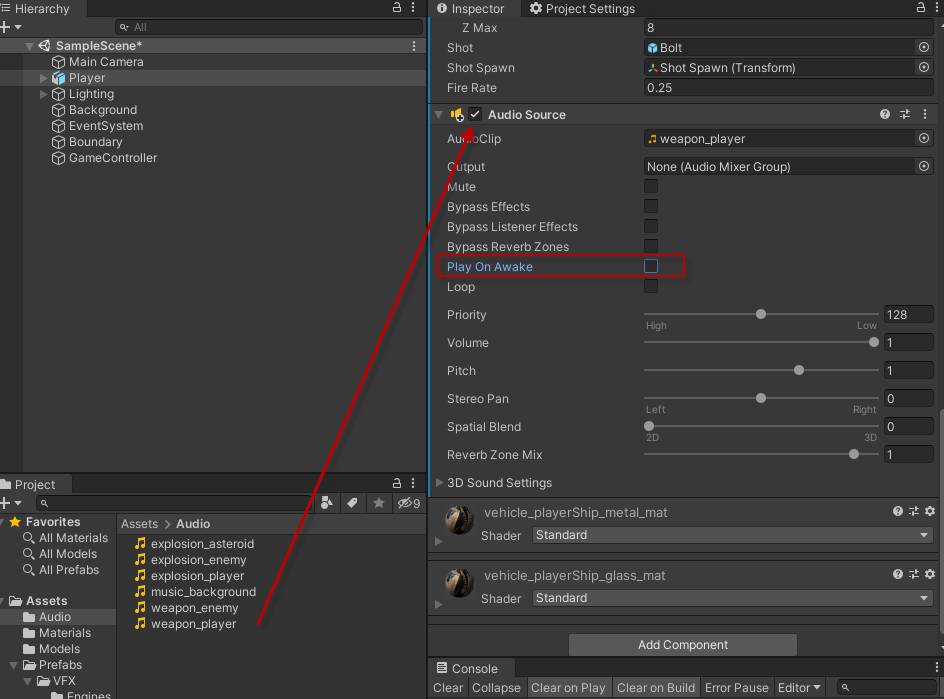 Hierarchy
All
SampleScene*
Main Camera
Player
Lighting
Background
EventSystem
Boundary
GameController
Project
9
Favorites
All Materials
All Models
All Prefabs
Assets
Audio
Materials
Models
Prefabs
VFX
Engines
Assets > Audio
explosion_asteroid
explosion_enemy
explosion_player
music_background
weapon_enemy
weapon_player
Inspector Project Settings
Z Max 8
Shot Bolt
Shot Spawn Shot Spawn (Transform)
Fire Rate 0.25
Audio Source
AudioClip weapon_player
Output None (Audio Mixer Group)
Mute
Bypass Effects
Bypass Listener Effects
Bypass Reverb Zones
Play On Awake
Loop
Priority 128
High Low
Volume 1
Pitch 1
Stereo Pan 0
Left Right
Spatial Blend 0
2D 3D
Reverb Zone Mix 1
3D Sound Settings
vehicle_playerShip_metal_mat
Shader Standard
vehicle_playerShip_glass_mat
Shader Standard
Add Component
Console
Clear Collapse Clear on Play Clear on Build Error Pause Editor